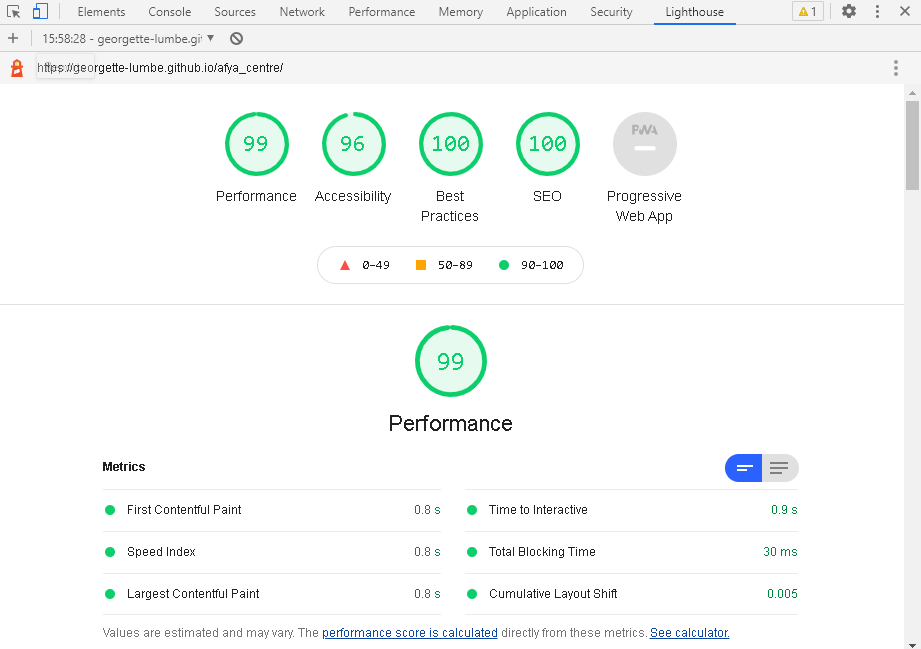 Elements Console Sources Network Performance Memory Application Security Lighthouse 1
15:58:28 - georgette-lumbe.git
https://georgette-lumbe.github.io/afya_centre/
99 96 100 100 PWA
Performance Accessibility Best Practices SEO Progressive Web App
0–49 50–89 90–100
99
Performance
Metrics
First Contentful Paint 0.8 s Time to Interactive 0.9 s
Speed Index 0.8 s Total Blocking Time 30 ms
Largest Contentful Paint 0.8 s Cumulative Layout Shift 0.005
Values are estimated and may vary. The performance score is calculated directly from these metrics. See calculator.